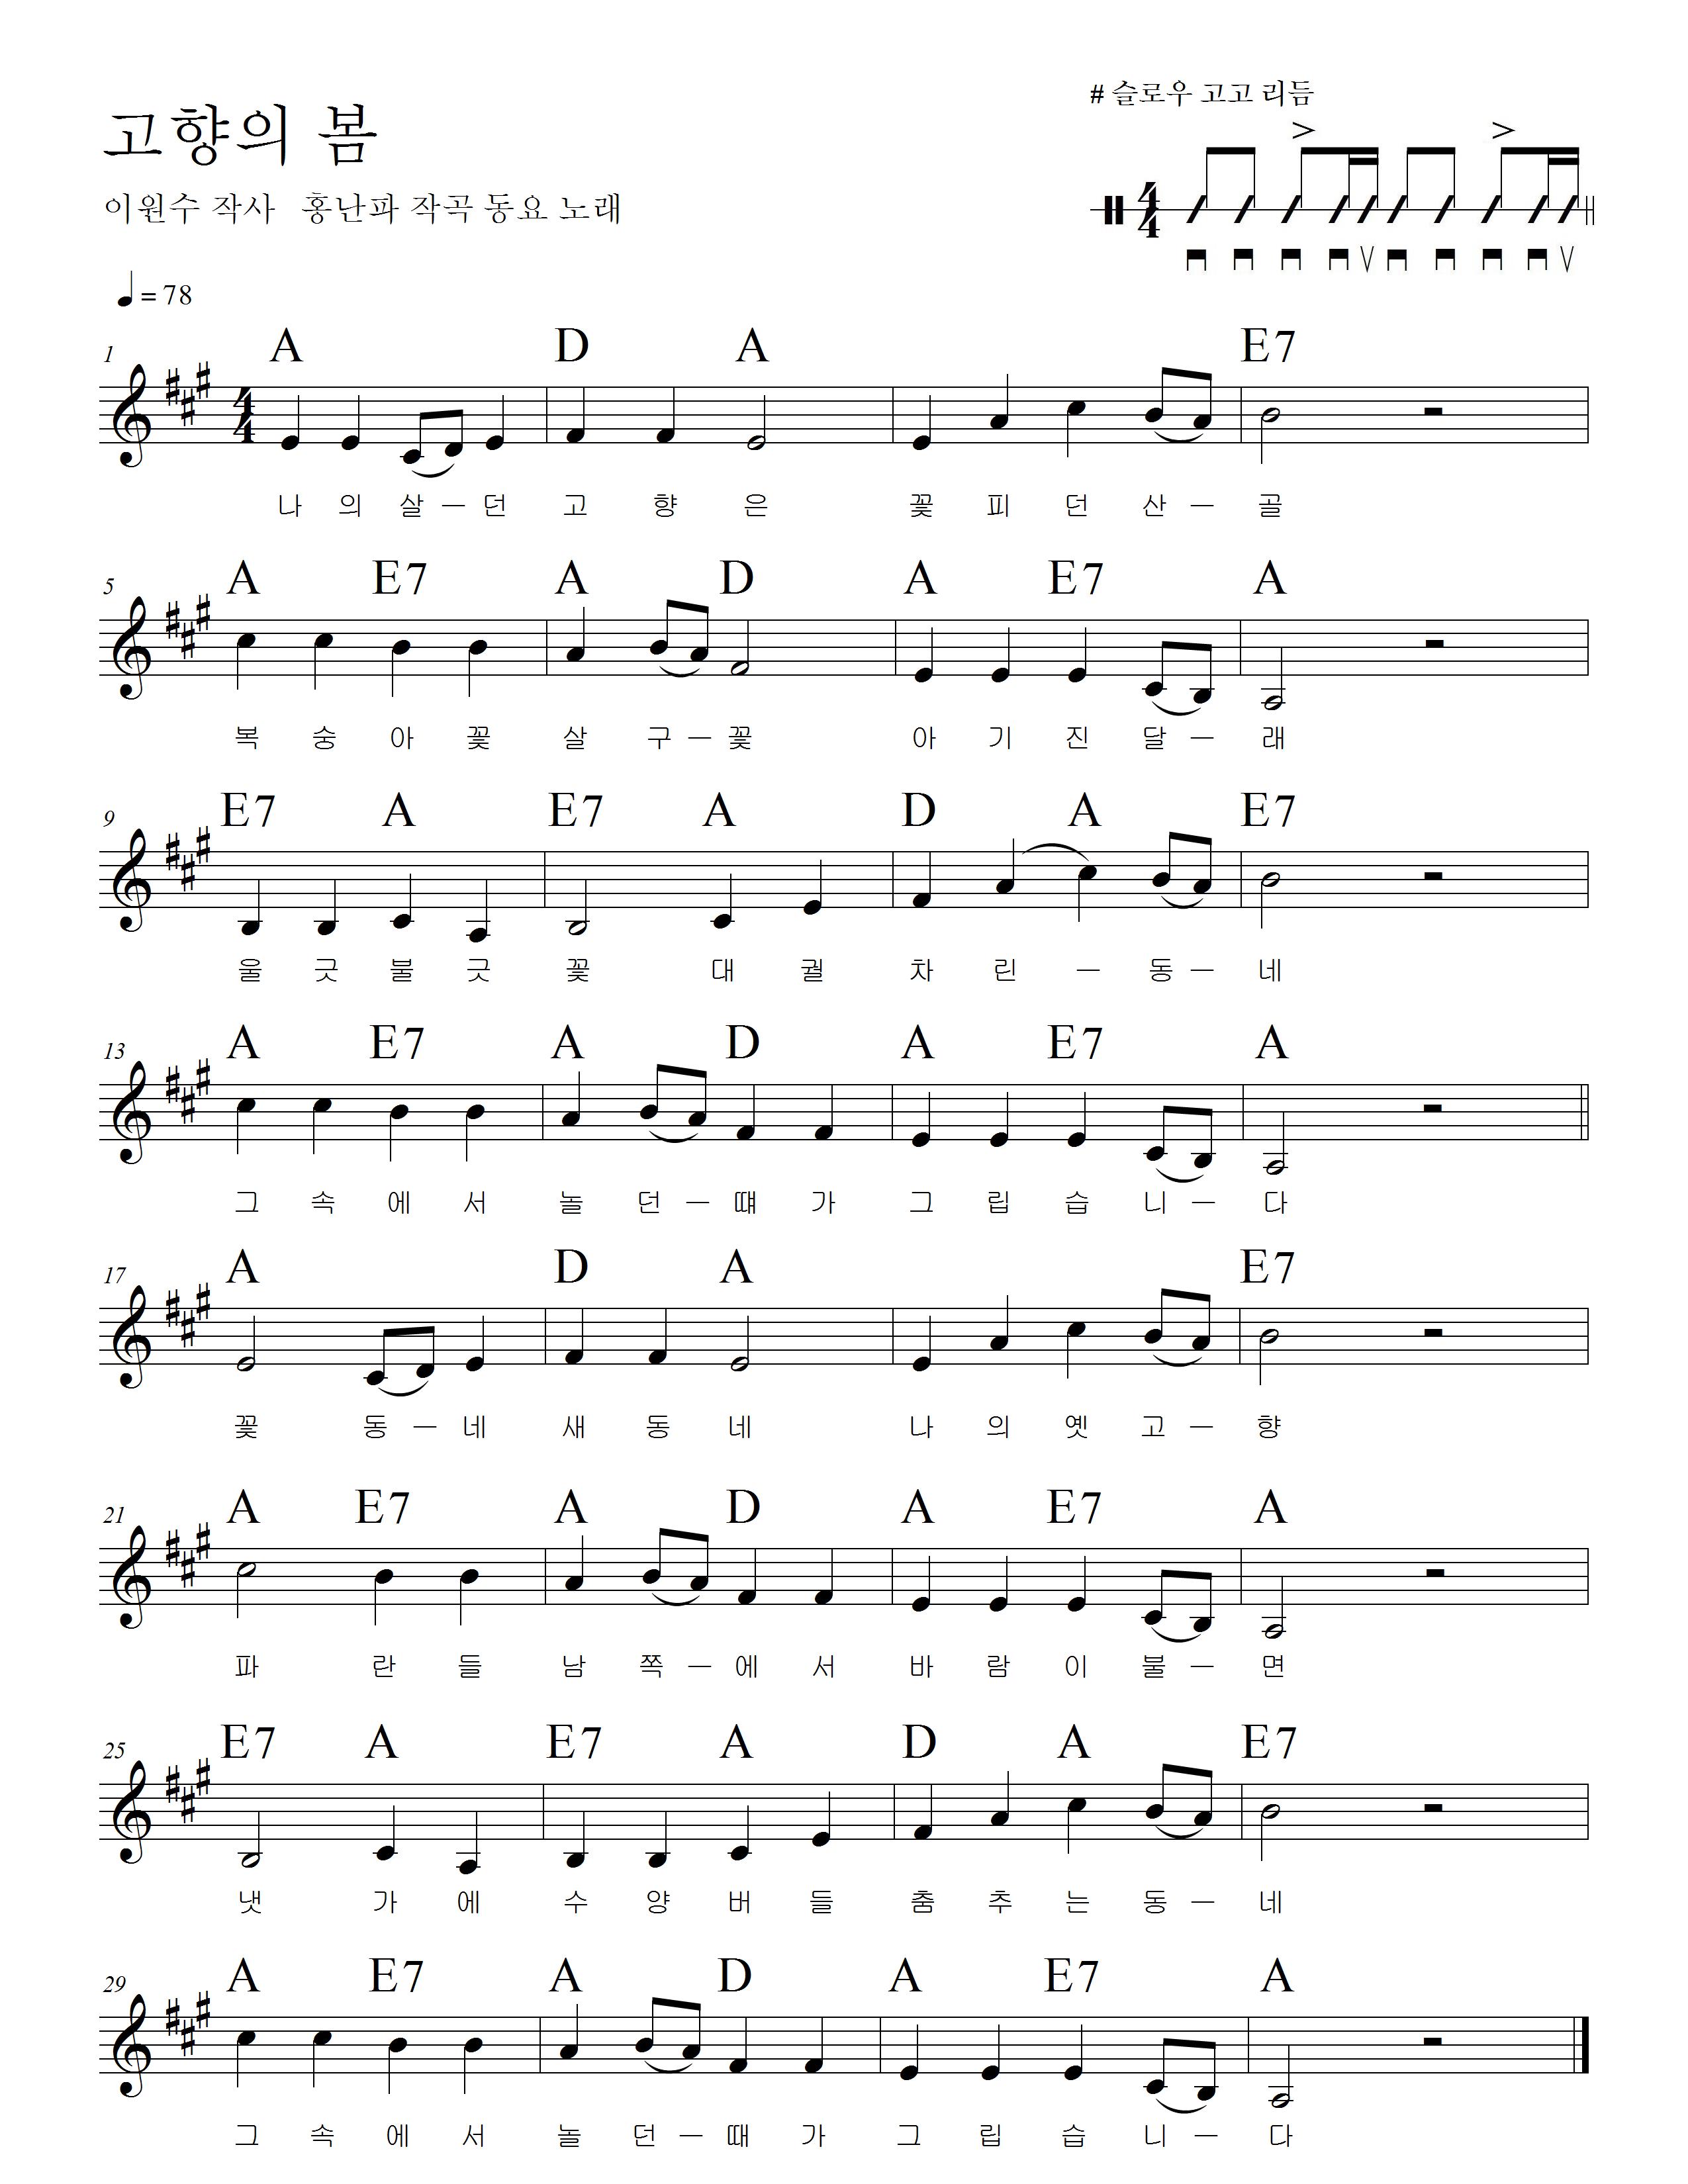 # 슬로우 고고 리듬
고향의 봄
이원수 작사 홍난파 작곡 동요 노래
= 78
4 4
1 A D A E7
4 4
나 의 살 — 던 고 향 은 꽃 피 던 산 — 골
5 A E7 A D A E7 A
복 숭 아 꽃 살 구 — 꽃 아 기 진 달 — 래
9 E7 A E7 A D A E7
울 긋 불 긋 꽃 대 궐 차 린 — 동 — 네
13 A E7 A D A E7 A
그 속 에 서 놀 던 — 떄 가 그 립 습 니 — 다
17 A D A E7
꽃 동 — 네 새 동 네 나 의 옛 고 — 향
21 A E7 A D A E7 A
파 란 들 남 쪽 — 에 서 바 람 이 불 — 면
25 E7 A E7 A D A E7
냇 가 에 수 양 버 들 춤 추 는 동 — 네
29 A E7 A D A E7 A
그 속 에 서 놀 던 — 때 가 그 립 습 니 — 다